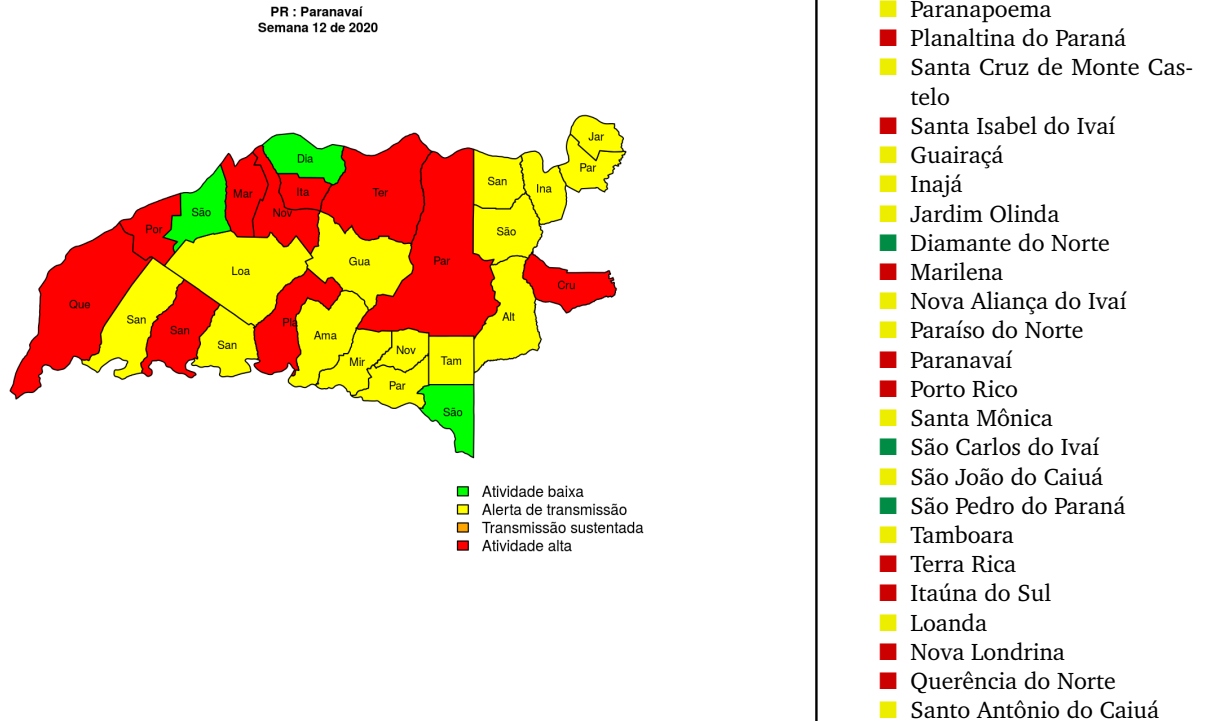 PR : Paranavaí
Semana 12 de 2020
Jar
Dia
Par
San
Ina
Mar
Ita
Ter
São
Nov
Por
São
Loa
Gua
Par
Cru
Que
San
San
Pla
Alt
Ama
San
Nov
Mir
Tam
Par
São
Atividade baixa
Alerta de transmissão
Transmissão sustentada
Atividade alta
Paranapoema
Planaltina do Paraná
Santa Cruz de Monte Cas-
telo
Santa Isabel do Ivaí
Guairaçá
Inajá
Jardim Olinda
Diamante do Norte
Marilena
Nova Aliança do Ivaí
Paraíso do Norte
Paranavaí
Porto Rico
Santa Mônica
São Carlos do Ivaí
São João do Caiuá
São Pedro do Paraná
Tamboara
Terra Rica
Itaúna do Sul
Loanda
Nova Londrina
Querência do Norte
Santo Antônio do Caiuá